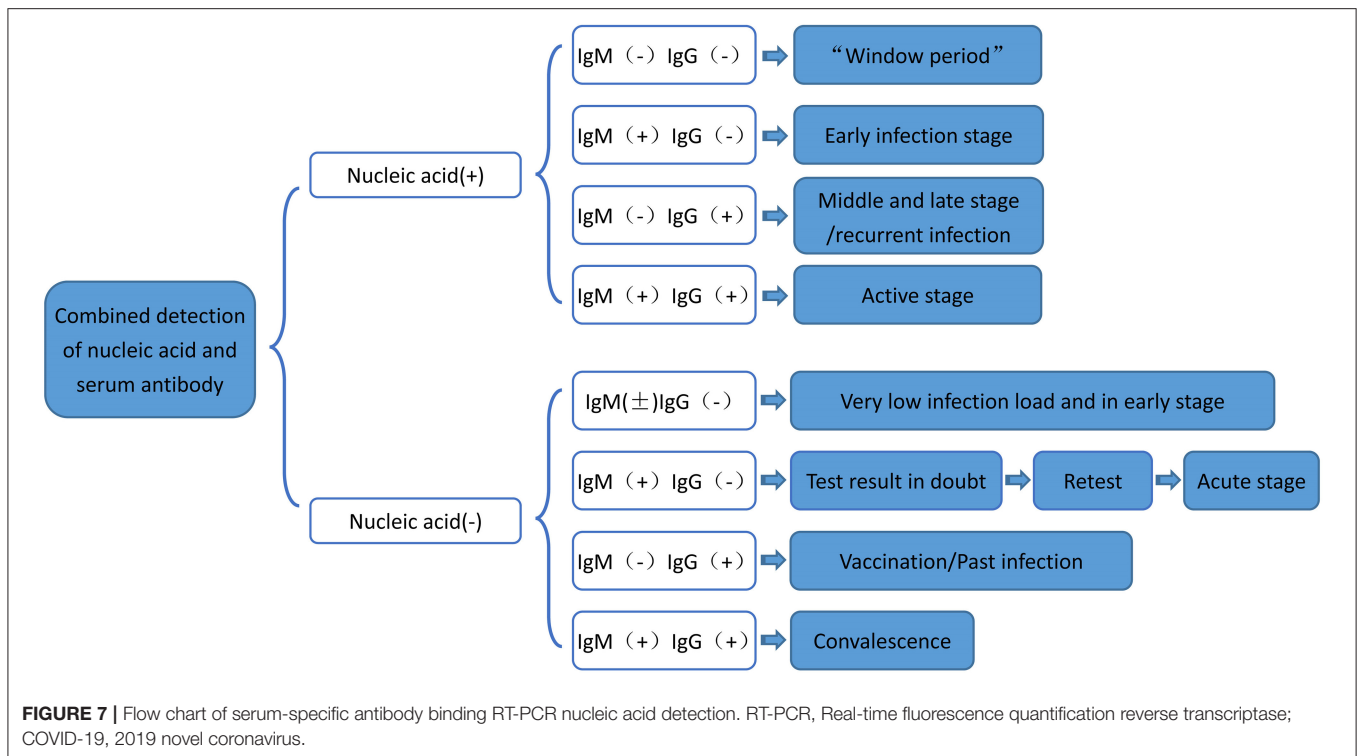 Combined detection
of nucleic acid and
serum antibody
Nucleic acid(+)
IgM（-）IgG（-）
“Window period”
IgM（+）IgG（-）
Early infection stage
IgM（-）IgG（+）
Middle and late stage
/recurrent infection
IgM（+）IgG（+）
Active stage
Nucleic acid(-)
IgM(±)IgG（-）
Very low infection load and in early stage
IgM（+）IgG（-）
Test result in doubt
Retest
Acute stage
IgM（-）IgG（+）
Vaccination/Past infection
IgM（+）IgG（+）
Convalescence
FIGURE 7 | Flow chart of serum-specific antibody binding RT-PCR nucleic acid detection. RT-PCR, Real-time fluorescence quantification reverse transcriptase;
COVID-19, 2019 novel coronavirus.